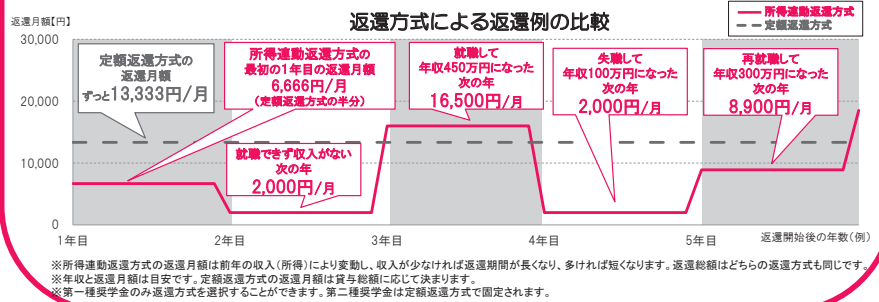 返還月額【円】
返還方式による返還例の比較
所得連動返還方式
定額返還方式
30,000
20,000
10,000
0
定額返還方式の
返還月額
ずっと13,333円/月
所得連動返還方式の
最初の1年目の返還月額
6,666円/月
(定額返還方式の半分)
就職できず収入がない
次の年
2,000円/月
就職して
年収450万円になった
次の年
16,500円/月
失職して
年収100万円になった
次の年
2,000円/月
再就職して
年収300万円になった
次の年
8,900円/月
1年目
2年目
3年目
4年目
5年目
返還開始後の年数(例)
※所得連動返還方式の返還月額は前年の収入(所得)により変動し、収入が少なければ返還期間が長くなり、多ければ短くなります。返還総額はどちらの返還方式も同じです。
※年収と返還月額は目安です。定額返還方式の返還月額は貸与総額に応じて決まります。
※第一種奨学金のみ返還方式を選択することができます。第二種奨学金は定額返還方式で固定されます。